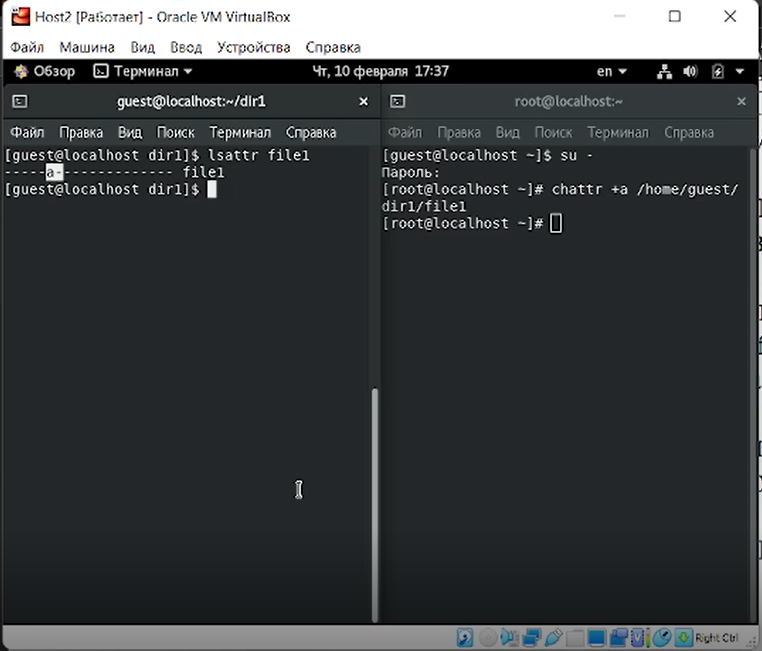 Host2 [Работает] - Oracle VM VirtualBox
Файл Машина Вид Ввод Устройства Справка
Обзор Терминал Чт, 10 февраля 17:37 en
guest@localhost:~/dir1
Файл Правка Вид Поиск Терминал Справка
[guest@localhost dir1]$ lsattr file1
-----a-------------- file1
[guest@localhost dir1]$
root@localhost:~
Файл Правка Вид Поиск Терминал Справка
[guest@localhost ~]$ su -
Пароль:
[root@localhost ~]# chattr +a /home/guest/
dir1/file1
[root@localhost ~]#
Right Ctrl